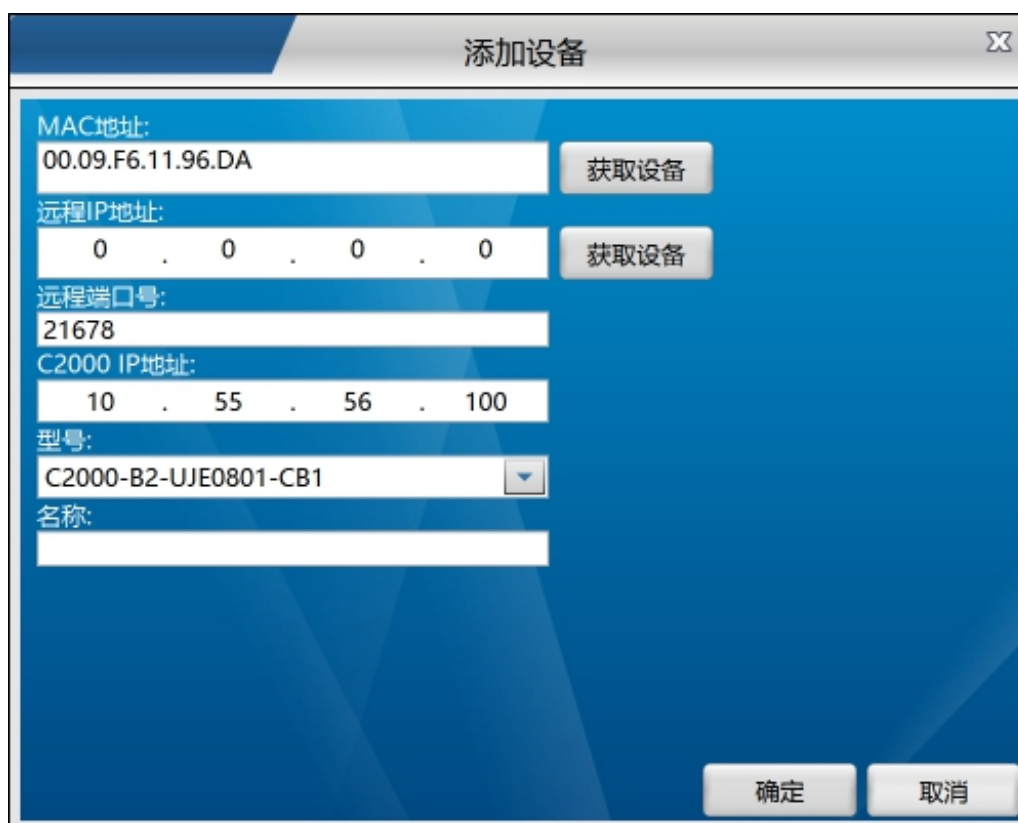 添加设备
MAC地址:
00.09.F6.11.96.DA
获取设备
远程IP地址:
0 . 0 . 0 . 0
获取设备
远程端口号:
21678
C2000 IP地址:
10 . 55 . 56 . 100
型号:
C2000-B2-UJE0801-CB1
名称:
确定 取消